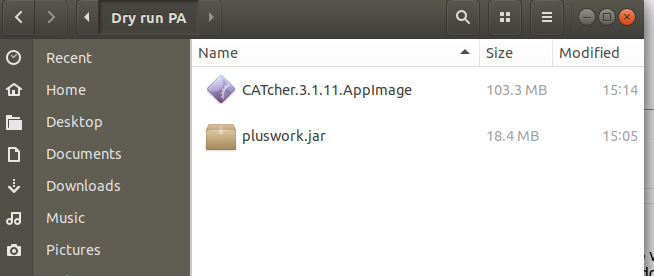 Dry run PA
Name Size Modified
Recent
CATcher.3.1.11.AppImage 103.3 MB 15:14
Home
Desktop
pluswork.jar 18.4 MB 15:05
Documents
Downloads
Music
Pictures